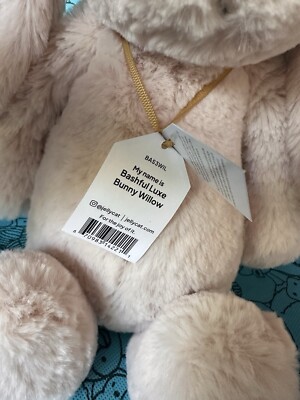 BAS3WIL
My name is
Bashful Luxe
Bunny Willow
@jellycat | jellycat.com
For the joy of it.